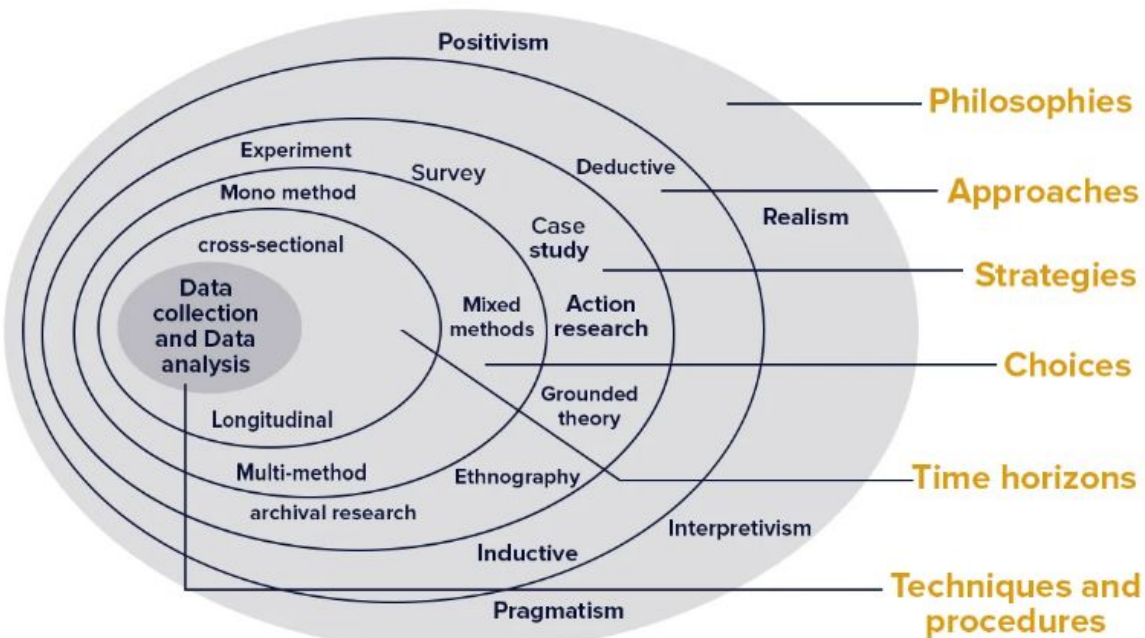 Positivism
Philosophies
Experiment
Survey
Deductive
Approaches
Mono method
Realism
Case
study
cross-sectional
Strategies
Data
collection
and Data
analysis
Mixed
methods
Action
research
Choices
Grounded
theory
Longitudinal
Multi-method
Ethnography
Time horizons
archival research
Interpretivism
Inductive
Techniques and
procedures
Pragmatism